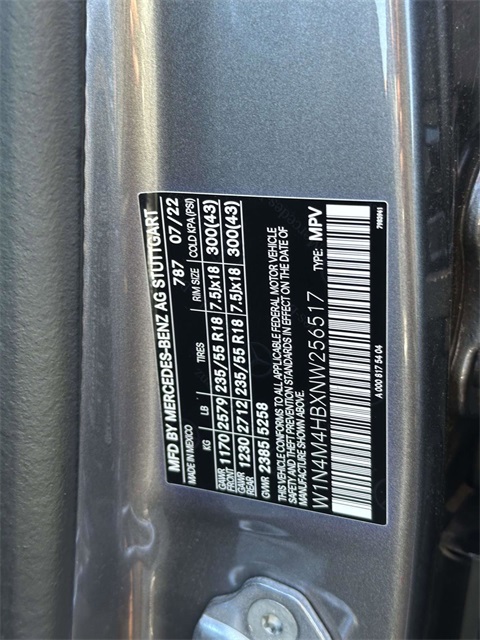 MFD BY MERCEDES-BENZ AG STUTTGART
MADE IN MEXICO 787 07/22
KG LB TIRES RIM SIZE COLD KPA(PSI)
GAWR FRONT 1170 2579 235/55 R18 7.5Jx18 300(43)
GAWR REAR 1230 2712 235/55 R18 7.5Jx18 300(43)
GVWR 2385 5258
THIS VEHICLE CONFORMS TO ALL APPLICABLE FEDERAL MOTOR VEHICLE
SAFETY AND THEFT PREVENTION STANDARDS IN EFFECT ON THE DATE OF
MANUFACTURE SHOWN ABOVE.
W1N4M4HBXNW256517 TYPE: MPV
A 000 817 54 04